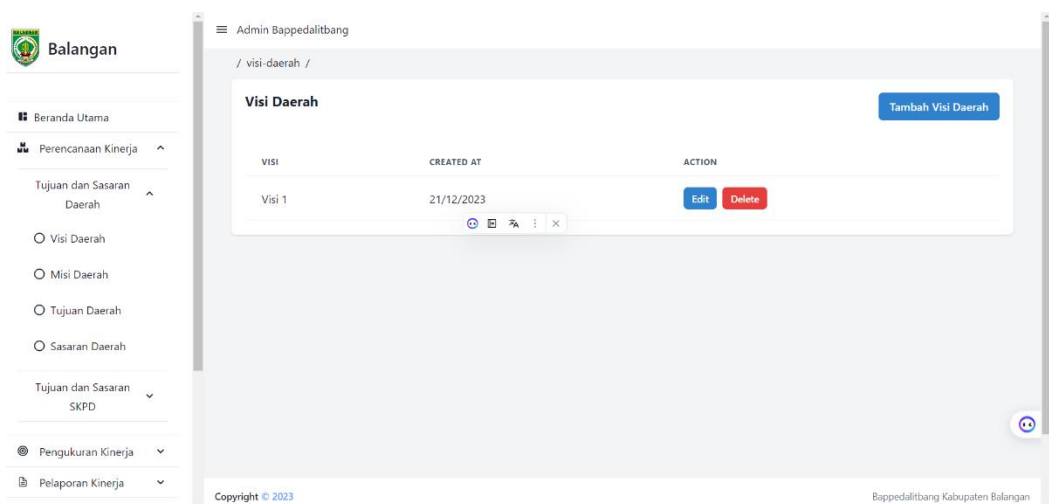 BALANGAN
Balangan
Beranda Utama
Perencanaan Kinerja
Tujuan dan Sasaran
Daerah
Visi Daerah
Misi Daerah
Tujuan Daerah
Sasaran Daerah
Tujuan dan Sasaran
SKPD
Pengukuran Kinerja
Pelaporan Kinerja
Admin Bappedalitbang
/ visi-daerah /
Visi Daerah
Tambah Visi Daerah
VISI CREATED AT ACTION
Visi 1 21/12/2023 Edit Delete
Copyright © 2023 Bappedalitbang Kabupaten Balangan